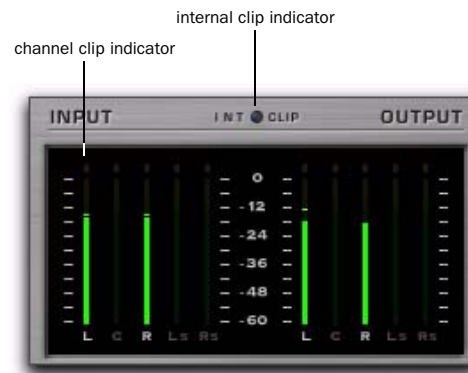 internal clip indicator
channel clip indicator
INPUT INT CLIP OUTPUT
0
-12
-24
-36
-48
-60
L C R Ls Rs L C R Ls Rs